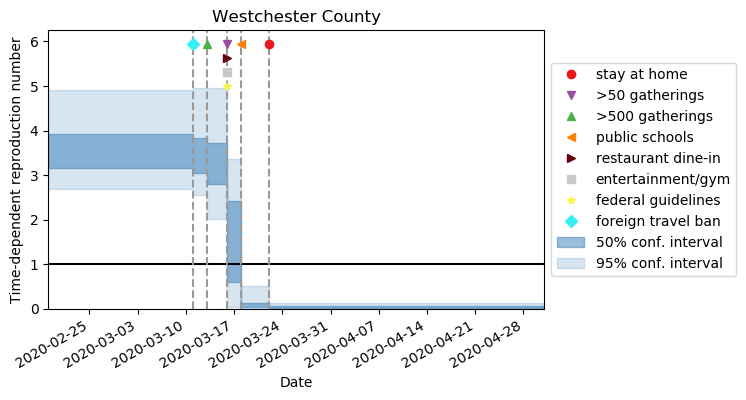 Westchester County
Time-dependent reproduction number
6
5
4
3
2
1
0
2020-02-25
2020-03-03
2020-03-10
2020-03-17
2020-03-24
2020-03-31
2020-04-07
2020-04-14
2020-04-21
2020-04-28
Date
stay at home
>50 gatherings
>500 gatherings
public schools
restaurant dine-in
entertainment/gym
federal guidelines
foreign travel ban
50% conf. interval
95% conf. interval